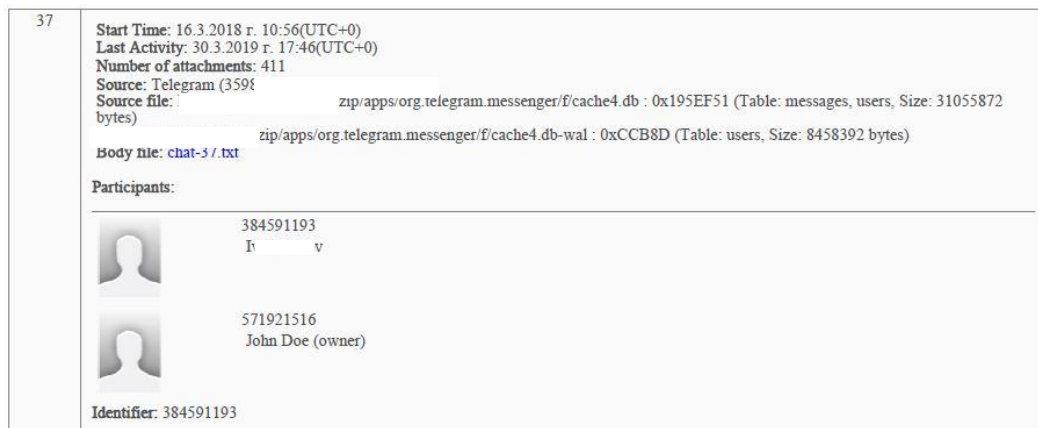 37
Start Time: 16.3.2018 г. 10:56(UTC+0)
Last Activity: 30.3.2019 г. 17:46(UTC+0)
Number of attachments: 411
Source: Telegram (3598
Source file: zip/apps/org.telegram.messenger/f/cache4.db : 0x195EF51 (Table: messages, users, Size: 31055872
bytes)
zip/apps/org.telegram.messenger/f/cache4.db-wal : 0xCCB8D (Table: users, Size: 8458392 bytes)
Body file: chat-37.txt
Participants:
384591193
v
571921516
John Doe (owner)
Identifier: 384591193